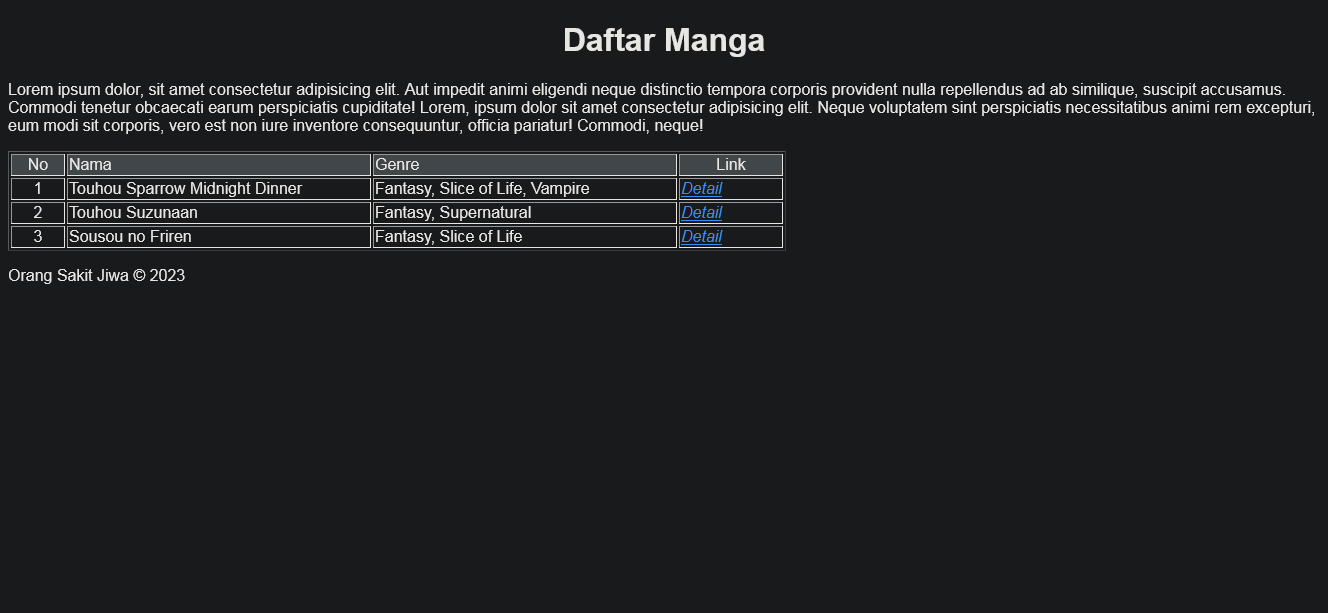 Daftar Manga
Lorem ipsum dolor, sit amet consectetur adipisicing elit. Aut impedit animi eligendi neque distinctio tempora corporis provident nulla repellendus ad ab similique, suscipit accusamus.
Commodi tenetur obcaecati earum perspiciatis cupiditate! Lorem, ipsum dolor sit amet consectetur adipisicing elit. Neque voluptatem sint perspiciatis necessitatibus animi rem excepturi,
eum modi sit corporis, vero est non iure inventore consequuntur, officia pariatur! Commodi, neque!
No Nama Genre Link
1 Touhou Sparrow Midnight Dinner Fantasy, Slice of Life, Vampire Detail
2 Touhou Suzunaan Fantasy, Supernatural Detail
3 Sousou no Friren Fantasy, Slice of Life Detail
Orang Sakit Jiwa © 2023